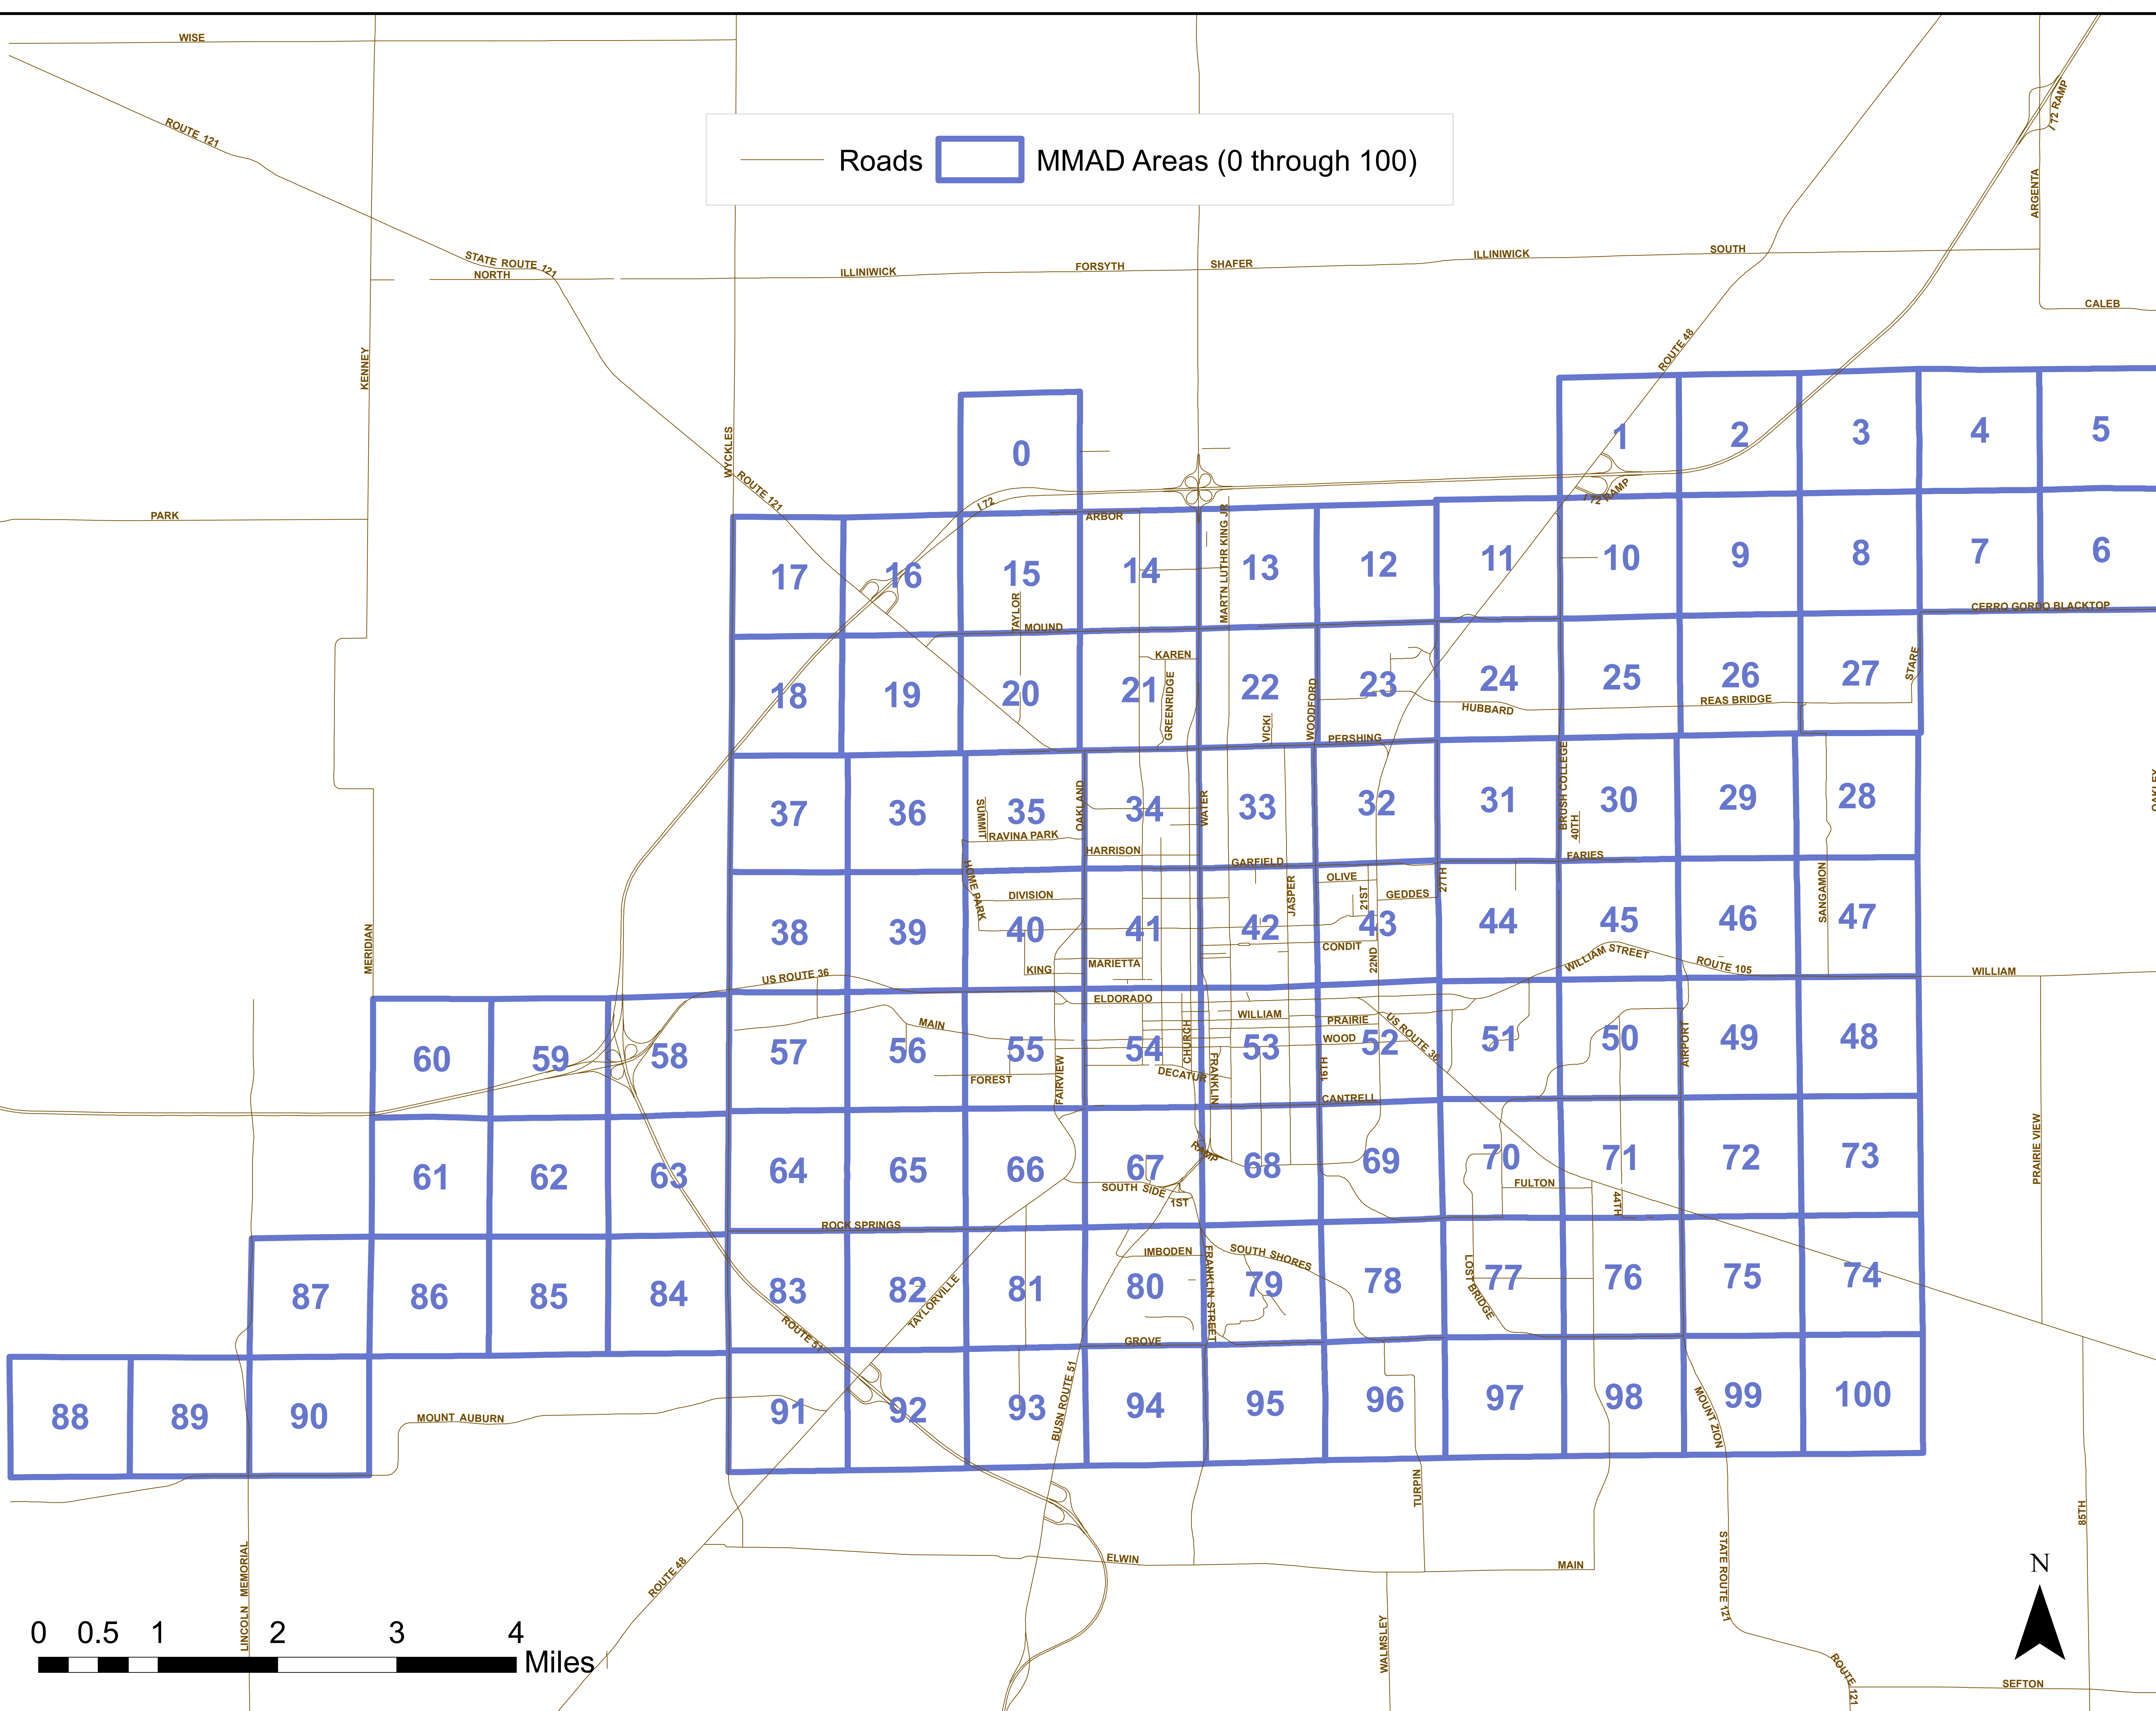 WISE
ROUTE 121
I 72 RAMP
Roads
MMAD Areas (0 through 100)
ARGENTA
STATE ROUTE 121
NORTH
ILLINIWICK
FORSYTH
SHAFER
ILLINIWICK
SOUTH
CALEB
KENNEY
ROUTE 48
WYCKLES
0
1
2
3
4
5
ROUTE 121
I 72
I 72 RAMP
PARK
ARBOR
MARTN LUTHR KING JR
17
16
15
14
13
12
11
10
9
8
7
6
TAYLOR
MOUND
CERRO GORDO BLACKTOP
KAREN
GREENRIDGE
VICKI
WOODFORD
STARE
18
19
20
21
22
23
24
25
26
27
HUBBARD
REAS BRIDGE
PERSHING
BRUSH COLLEGE
OAKLEY
37
36
35
34
33
32
31
30
29
28
SUMMIT
OAKLAND
WATER
40TH
RAVINA PARK
HARRISON
GARFIELD
FARIES
HOME PARK
DIVISION
JASPER
OLIVE
21ST
GEDDES
27TH
SANGAMON
MERIDIAN
38
39
40
41
42
43
44
45
46
47
CONDIT
22ND
KING
MARIETTA
WILLIAM STREET
ROUTE 105
WILLIAM
US ROUTE 36
ELDORADO
MAIN
CHURCH
WILLIAM
PRAIRIE
WOOD
US ROUTE 36
AIRPORT
60
59
58
57
56
55
54
53
52
51
50
49
48
FOREST
FAIRVIEW
DECATUR
FRANKLIN
16TH
CANTRELL
PRAIRIE VIEW
RAMP
61
62
63
64
65
66
67
68
69
70
71
72
73
SOUTH SIDE
1ST
FULTON
44TH
ROCK SPRINGS
IMBODEN
FRANKLIN STREET
SOUTH SHORES
LOST BRIDGE
87
86
85
84
83
82
81
80
79
78
77
76
75
74
TAYLORVILLE
ROUTE 51
GROVE
BUSN ROUTE 51
88
89
90
91
92
93
94
95
96
97
98
99
100
MOUNT AUBURN
MOUNT ZION
TURPIN
85TH
LINCOLN MEMORIAL
ROUTE 48
ELWIN
MAIN
STATE ROUTE 121
WALMSLEY
ROUTE 121
SEFTON
N
0 0.5 1 2 3 4
Miles